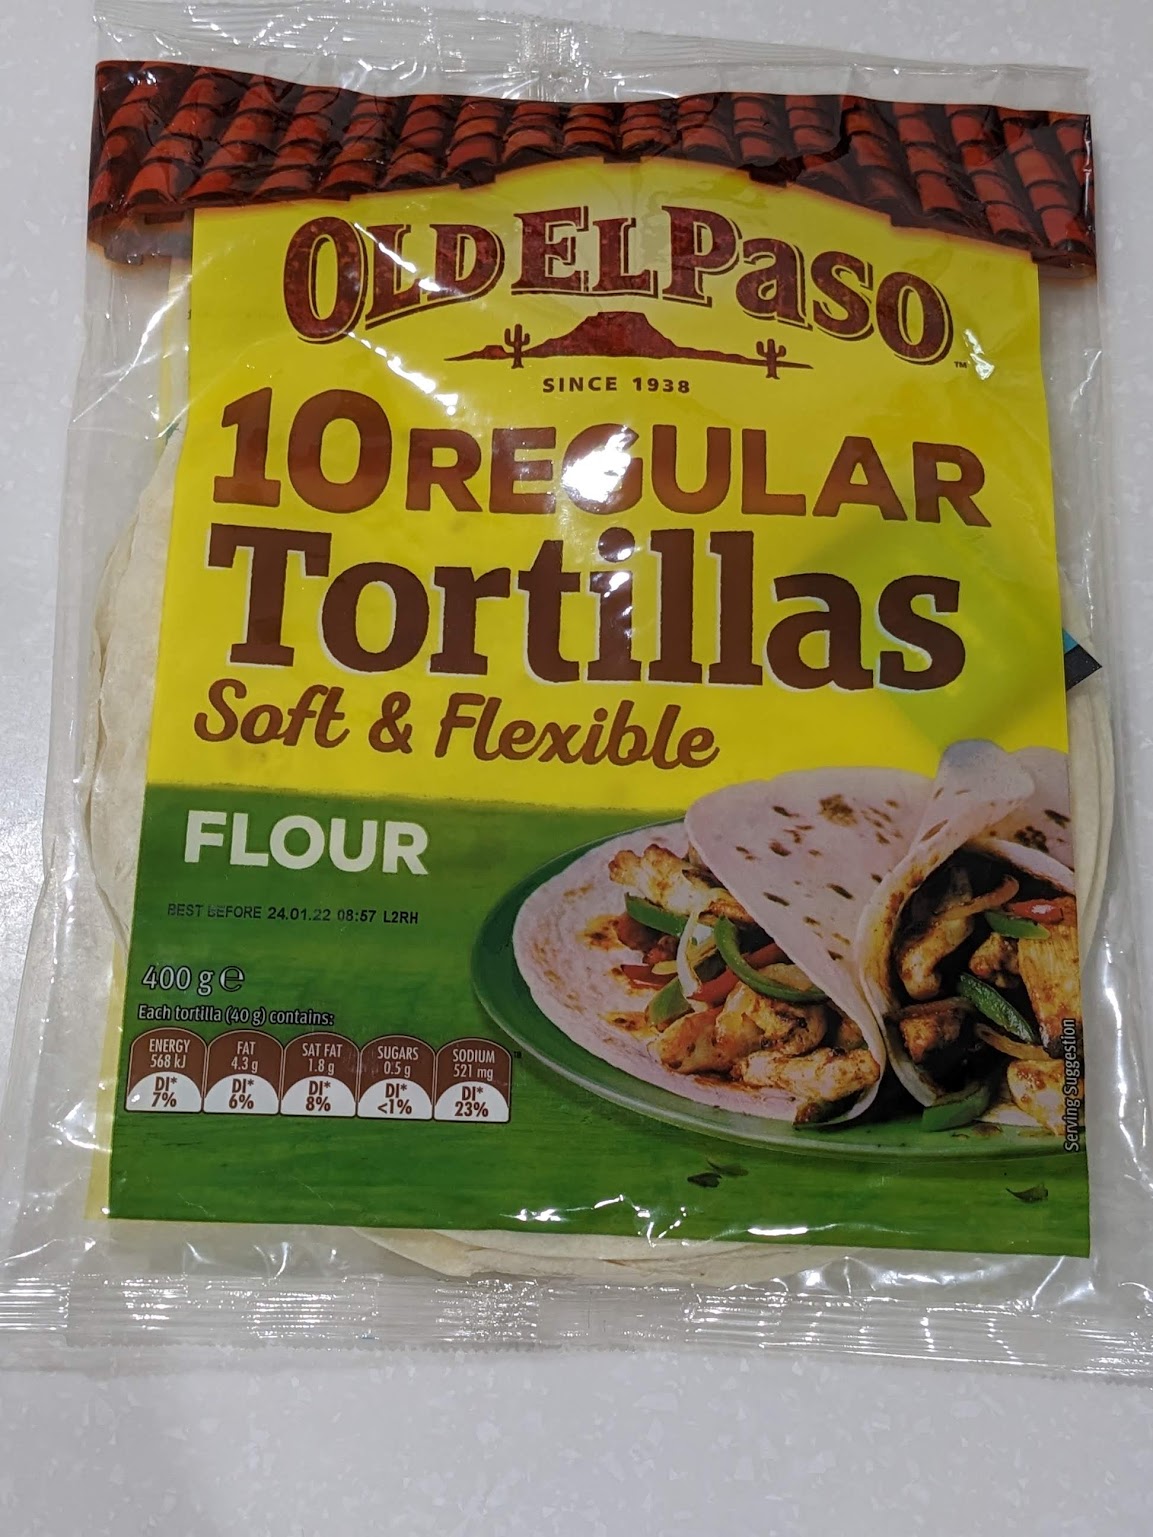 OLD EL PASO
™
SINCE 1938
10 REGULAR
Tortillas
Soft & Flexible
FLOUR
BEST BEFORE 24.01.22 08:57 L2RH
400 g ℮
Each tortilla (40 g) contains:
ENERGY 568 kJ DI* 7%
FAT 4.3 g DI* 6%
SAT FAT 1.8 g DI* 8%
SUGARS 0.5 g DI* <1%
SODIUM 521 mg DI* 23%
™
Serving Suggestion